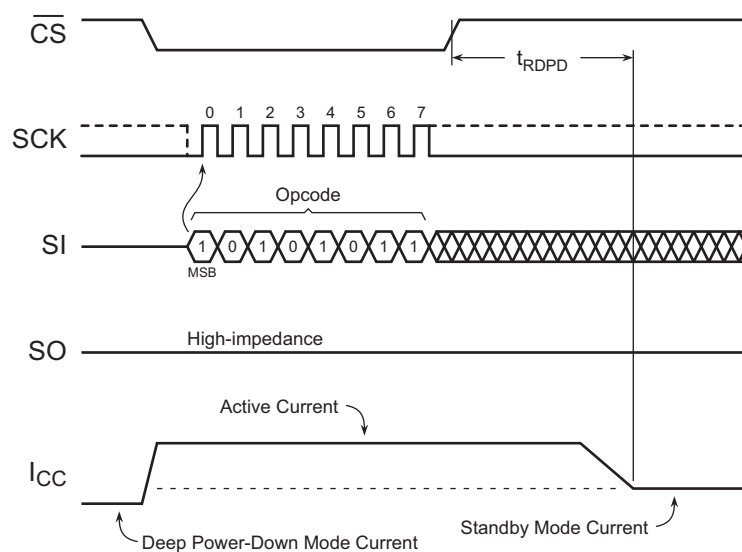 CS
tRDPD
0 1 2 3 4 5 6 7
SCK
Opcode
SI
1 0 1 0 1 0 1 1
MSB
High-impedance
SO
Active Current
ICC
Standby Mode Current
Deep Power-Down Mode Current